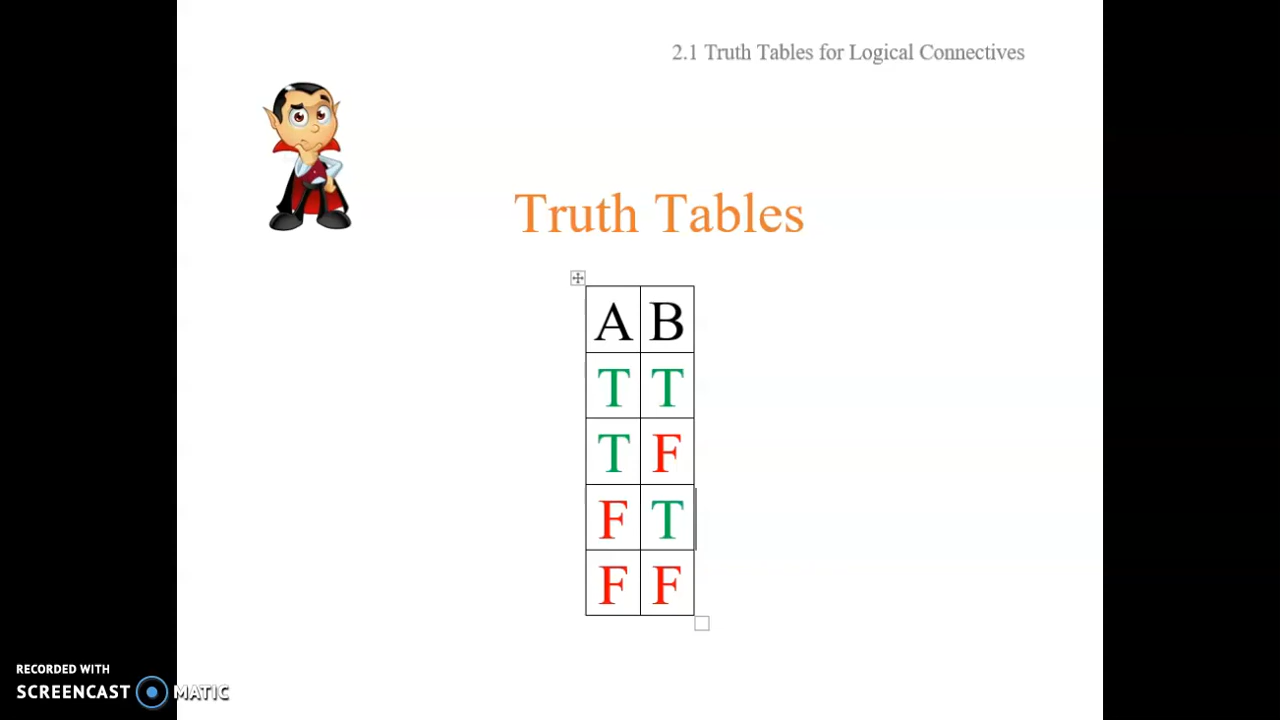 2.1 Truth Tables for Logical Connectives
Truth Tables
A B
T T
T F
F T
F F
RECORDED WITH
SCREENCAST MATIC